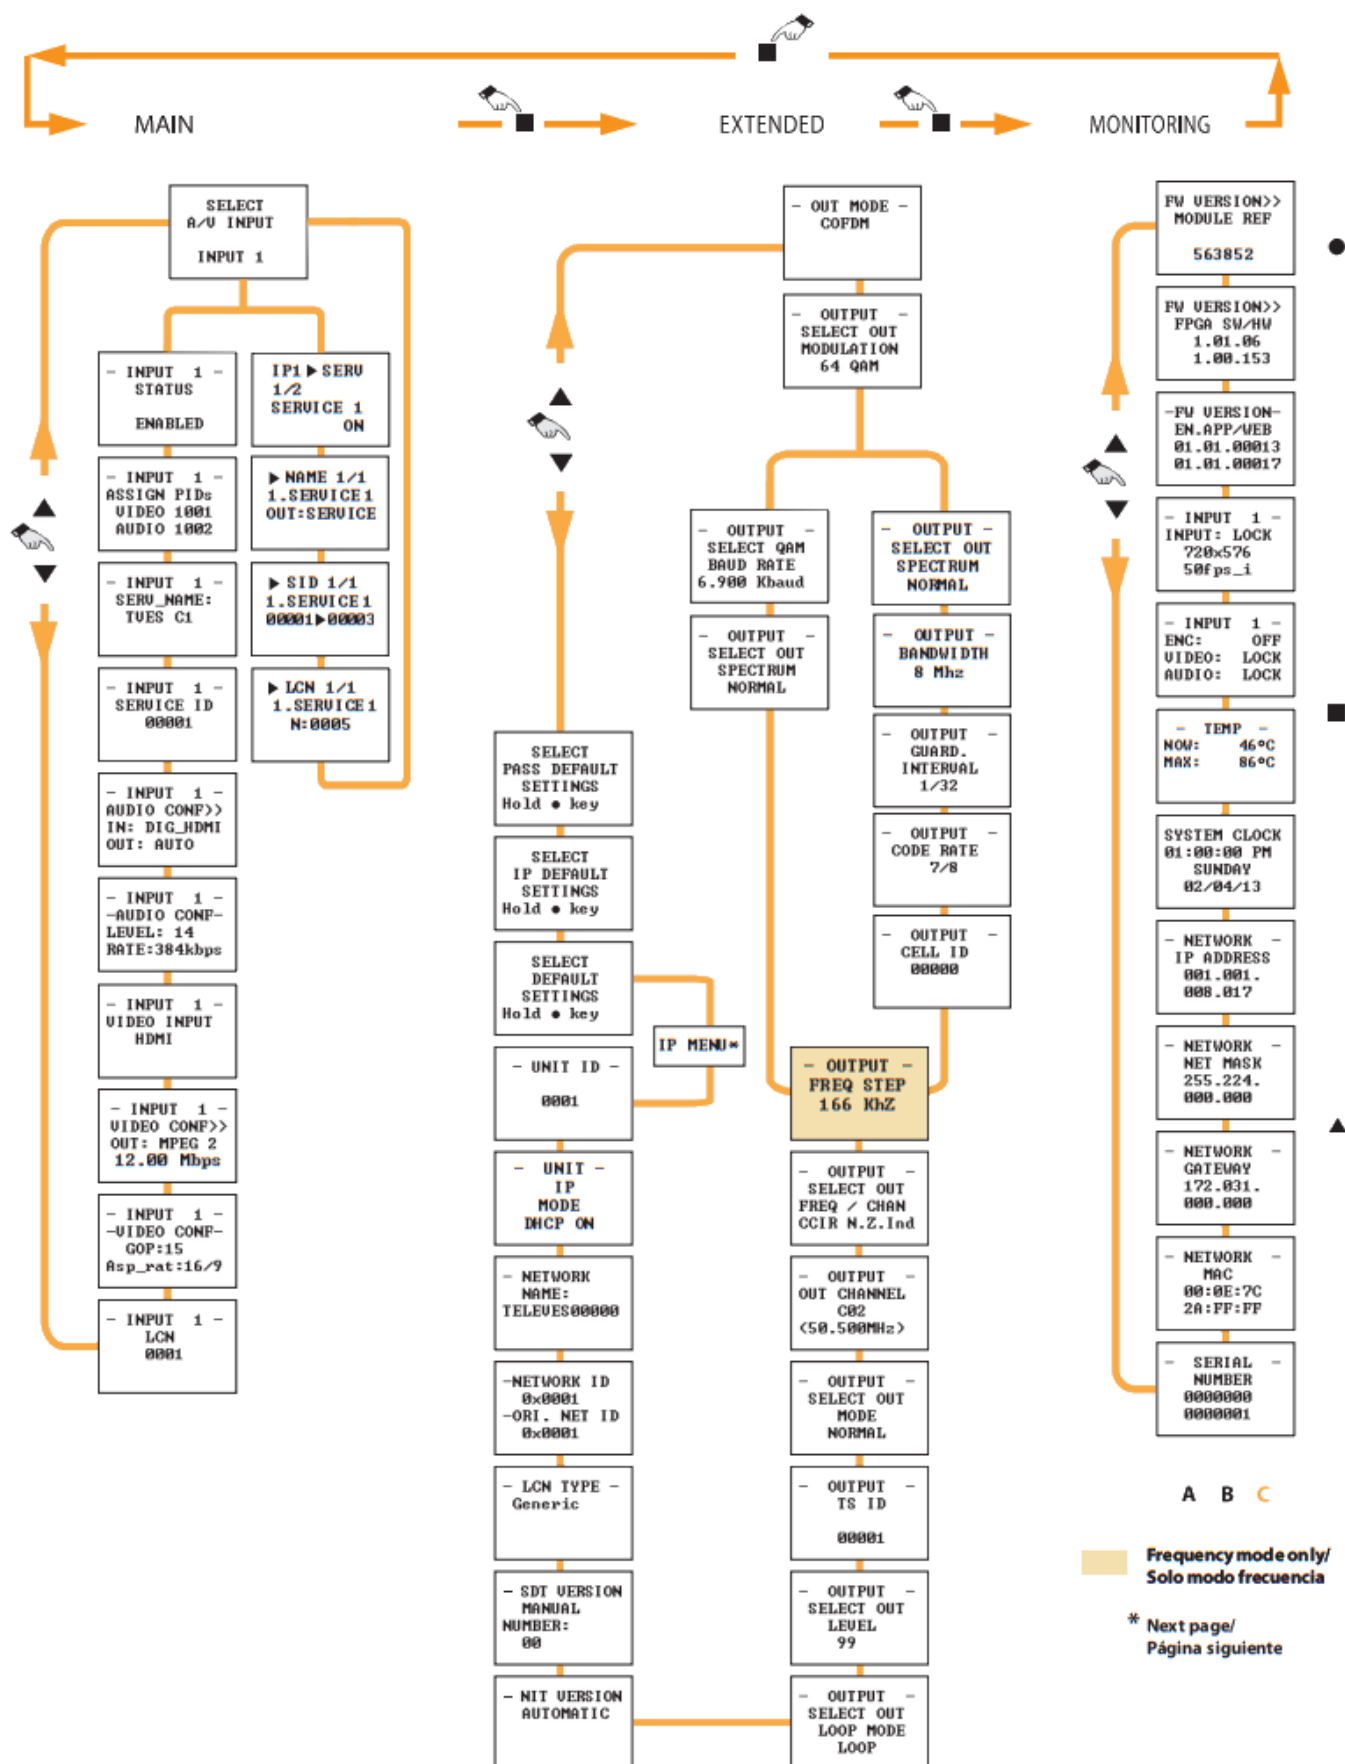 MAIN
EXTENDED
MONITORING
SELECT
A/V INPUT
INPUT 1
- INPUT 1 -
STATUS
ENABLED
- INPUT 1 -
ASSIGN PIDs
VIDEO 1001
AUDIO 1002
- INPUT 1 -
SERV_NAME:
TVES C1
- INPUT 1 -
SERVICE ID
00001
- INPUT 1 -
AUDIO CONF>>
IN: DIG_HDMI
OUT: AUTO
- INPUT 1 -
-AUDIO CONF-
LEVEL: 14
RATE:384kbps
- INPUT 1 -
VIDEO INPUT
HDMI
- INPUT 1 -
VIDEO CONF>>
OUT: MPEG 2
12.00 Mbps
- INPUT 1 -
-VIDEO CONF-
GOP:15
Asp_rat:16/9
- INPUT 1 -
LCN
0001
IP1 ▶ SERV
1/2
SERVICE 1
ON
▶ NAME 1/1
1.SERVICE1
OUT:SERVICE
▶ SID 1/1
1.SERVICE1
00001▶00003
▶ LCN 1/1
1.SERVICE1
N:0005
- OUT MODE -
COFDM
- OUTPUT -
SELECT OUT
MODULATION
64 QAM
- OUTPUT -
SELECT QAM
BAUD RATE
6.900 Kbaud
- OUTPUT -
SELECT OUT
SPECTRUM
NORMAL
- OUTPUT -
SELECT OUT
SPECTRUM
NORMAL
- OUTPUT -
BANDWIDTH
8 Mhz
- OUTPUT -
GUARD.
INTERVAL
1/32
- OUTPUT -
CODE RATE
7/8
- OUTPUT -
CELL ID
00000
- OUTPUT -
FREQ STEP
166 KhZ
- OUTPUT -
SELECT OUT
FREQ / CHAN
CCIR N.Z.Ind
- OUTPUT -
OUT CHANNEL
C02
(50.500MHz)
- OUTPUT -
SELECT OUT
MODE
NORMAL
- OUTPUT -
TS ID
00001
- OUTPUT -
SELECT OUT
LEVEL
99
- OUTPUT -
SELECT OUT
LOOP MODE
LOOP
SELECT
PASS DEFAULT
SETTINGS
Hold ● key
SELECT
IP DEFAULT
SETTINGS
Hold ● key
SELECT
DEFAULT
SETTINGS
Hold ● key
IP MENU*
- UNIT ID -
0001
- UNIT -
IP
MODE
DHCP ON
- NETWORK
NAME:
TELEVES00000
-NETWORK ID
0x0001
-ORI. NET ID
0x0001
- LCN TYPE -
Generic
- SDT VERSION
MANUAL
NUMBER:
00
- NIT VERSION
AUTOMATIC
FW VERSION>>
MODULE REF
563852
FW VERSION>>
FPGA SW/HW
1.01.06
1.00.153
-FW VERSION-
EN.APP/WEB
01.01.00013
01.01.00017
- INPUT 1 -
INPUT: LOCK
720x576
50fps_i
- INPUT 1 -
ENC: OFF
VIDEO: LOCK
AUDIO: LOCK
- TEMP -
NOW: 46ºC
MAX: 86ºC
SYSTEM CLOCK
01:00:00 PM
SUNDAY
02/04/13
- NETWORK -
IP ADDRESS
001.001.
008.017
- NETWORK -
NET MASK
255.224.
000.000
- NETWORK -
GATEWAY
172.031.
000.000
- NETWORK -
MAC
00:0E:7C
2A:FF:FF
- SERIAL -
NUMBER
0000000
0000001
A B C
Frequency mode only/
Solo modo frecuencia
* Next page/
Página siguiente